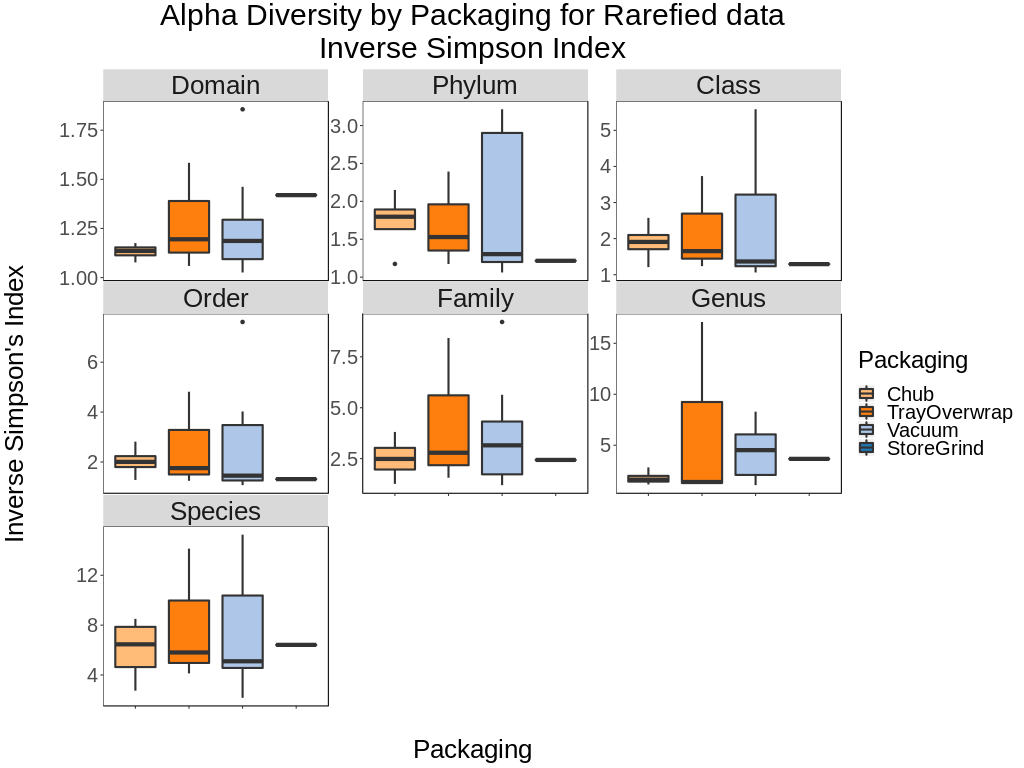 Alpha Diversity by Packaging for Rarefied data
Inverse Simpson Index
Domain
Phylum
Class
1.75
1.50
1.25
1.00
3.0
2.5
2.0
1.5
1.0
5
4
3
2
1
Order
Family
Genus
6
4
2
7.5
5.0
2.5
15
10
5
Species
12
8
4
Inverse Simpson's Index
Packaging
Packaging
Chub
TrayOverwrap
Vacuum
StoreGrind